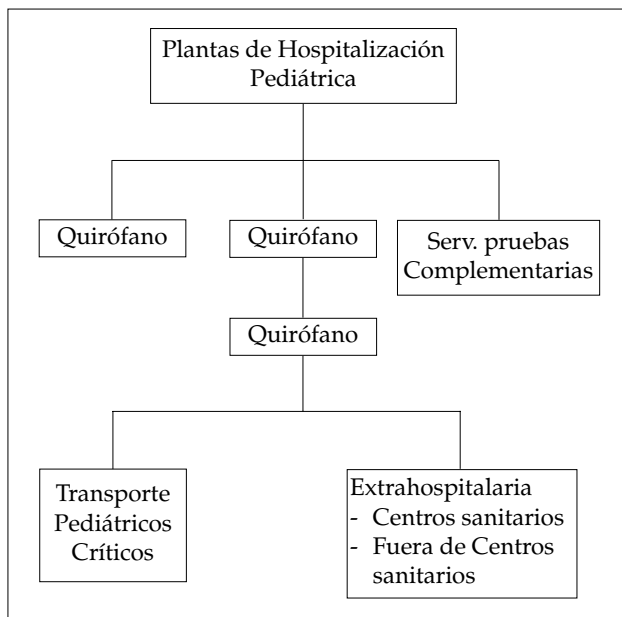 Plantas de Hospitalización
Pediátrica
Quirófano
Quirófano
Serv. pruebas
Complementarias
Quirófano
Transporte
Pediátricos
Críticos
Extrahospitalaria
- Centros sanitarios
- Fuera de Centros
sanitarios